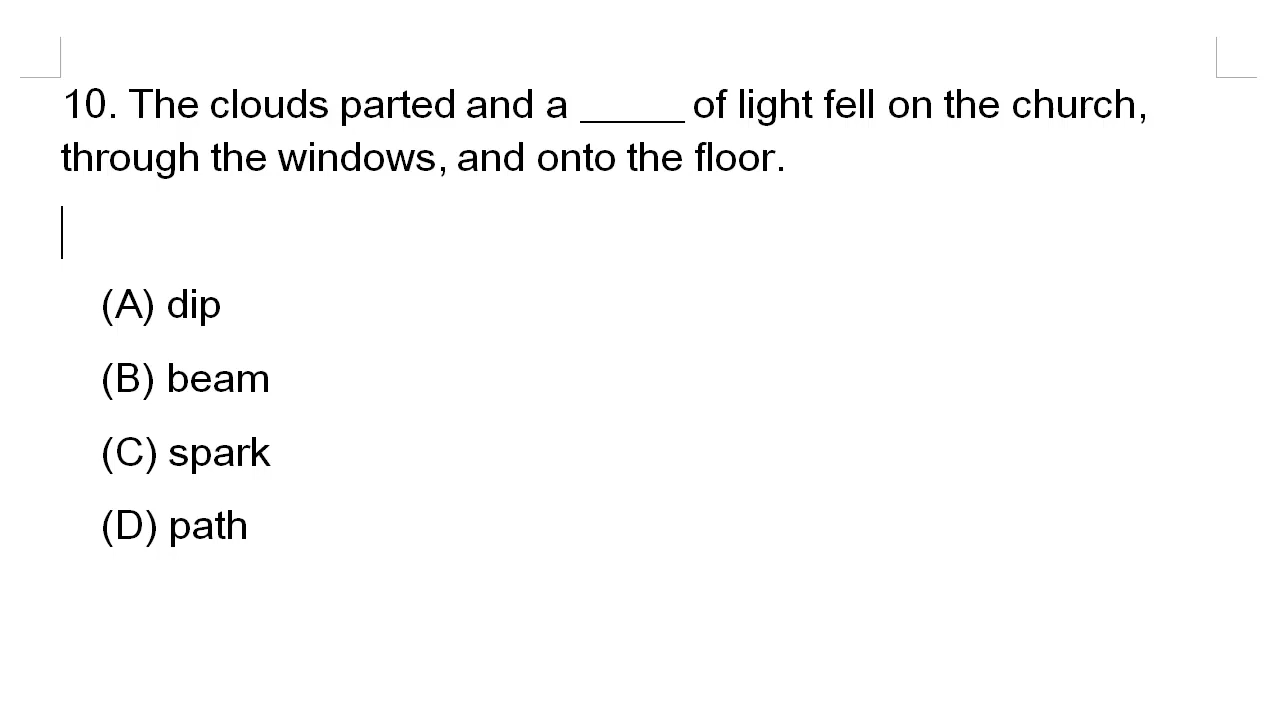 10. The clouds parted and a _____ of light fell on the church,
through the windows, and onto the floor.
(A) dip
(B) beam
(C) spark
(D) path